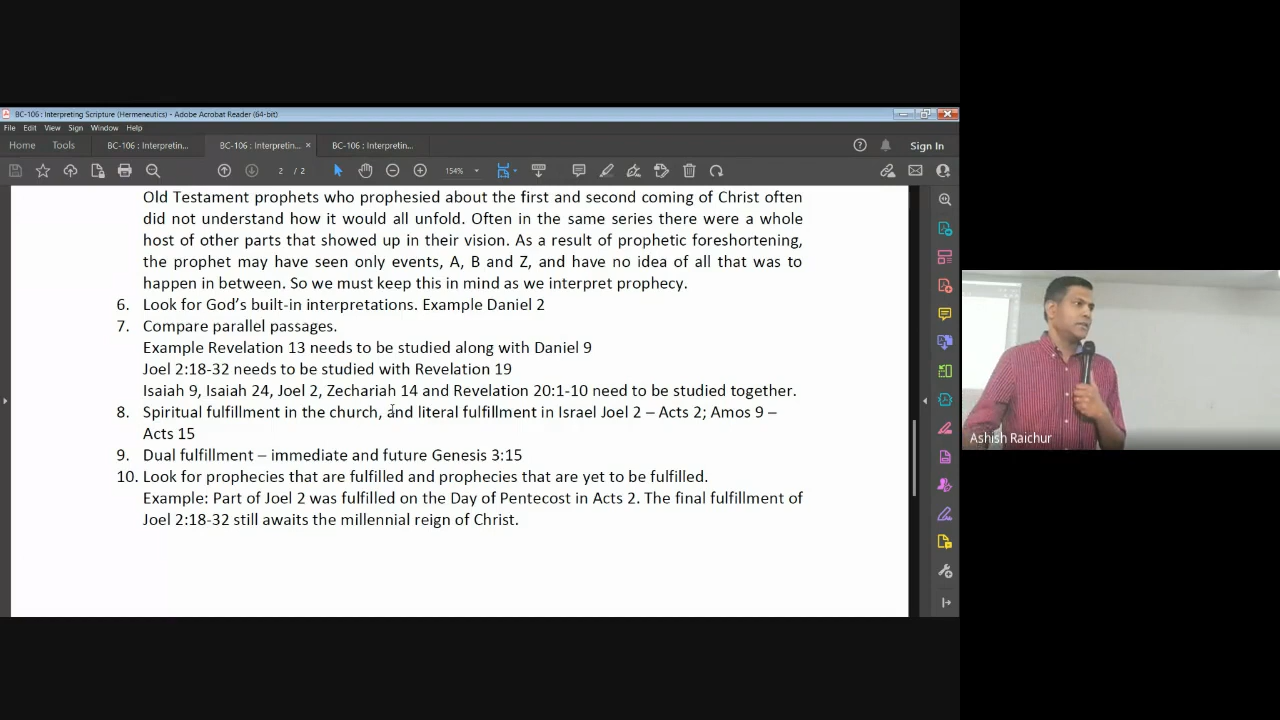 BC-106 : Interpreting Scripture (Hermeneutics) - Adobe Acrobat Reader (64-bit)
File Edit View Sign Window Help
Home Tools BC-106 : Interpretin... BC-106 : Interpretin... × BC-106 : Interpretin... Sign In
2 / 2 154%
Old Testament prophets who prophesied about the first and second coming of Christ often
did not understand how it would all unfold. Often in the same series there were a whole
host of other parts that showed up in their vision. As a result of prophetic foreshortening,
the prophet may have seen only events, A, B and Z, and have no idea of all that was to
happen in between. So we must keep this in mind as we interpret prophecy.
6. Look for God’s built-in interpretations. Example Daniel 2
7. Compare parallel passages.
Example Revelation 13 needs to be studied along with Daniel 9
Joel 2:18-32 needs to be studied with Revelation 19
Isaiah 9, Isaiah 24, Joel 2, Zechariah 14 and Revelation 20:1-10 need to be studied together.
8. Spiritual fulfillment in the church, and literal fulfillment in Israel Joel 2 – Acts 2; Amos 9 –
Acts 15
9. Dual fulfillment – immediate and future Genesis 3:15
10. Look for prophecies that are fulfilled and prophecies that are yet to be fulfilled.
Example: Part of Joel 2 was fulfilled on the Day of Pentecost in Acts 2. The final fulfillment of
Joel 2:18-32 still awaits the millennial reign of Christ.
Ashish Raichur